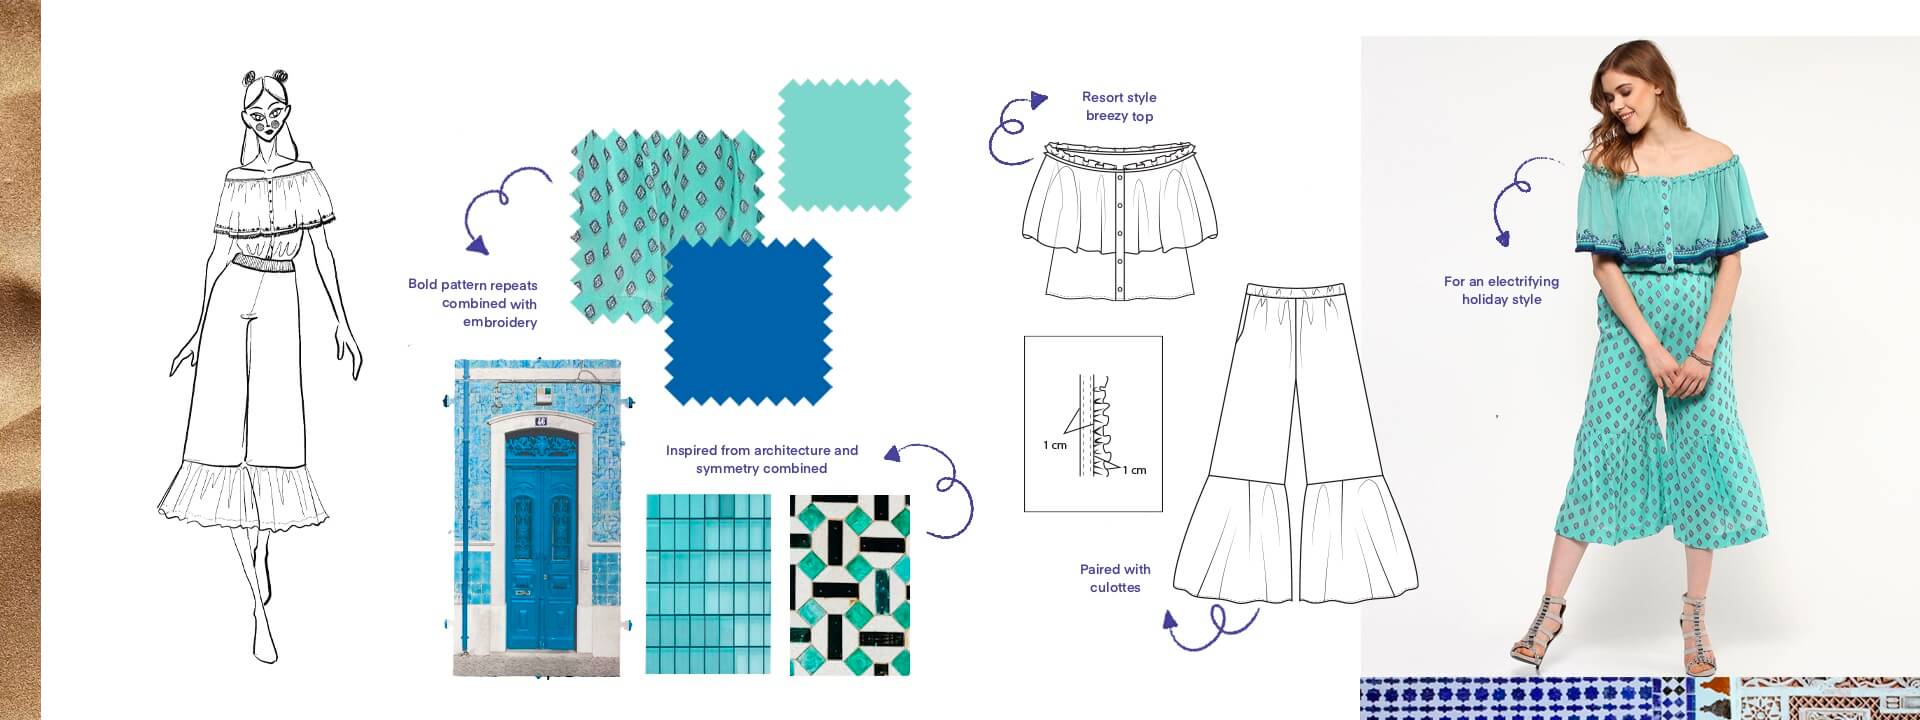 Bold pattern repeats
combined with
embroidery
46
Inspired from architecture and
symmetry combined
Resort style
breezy top
1 cm
1 cm
Paired with
culottes
For an electrifying
holiday style